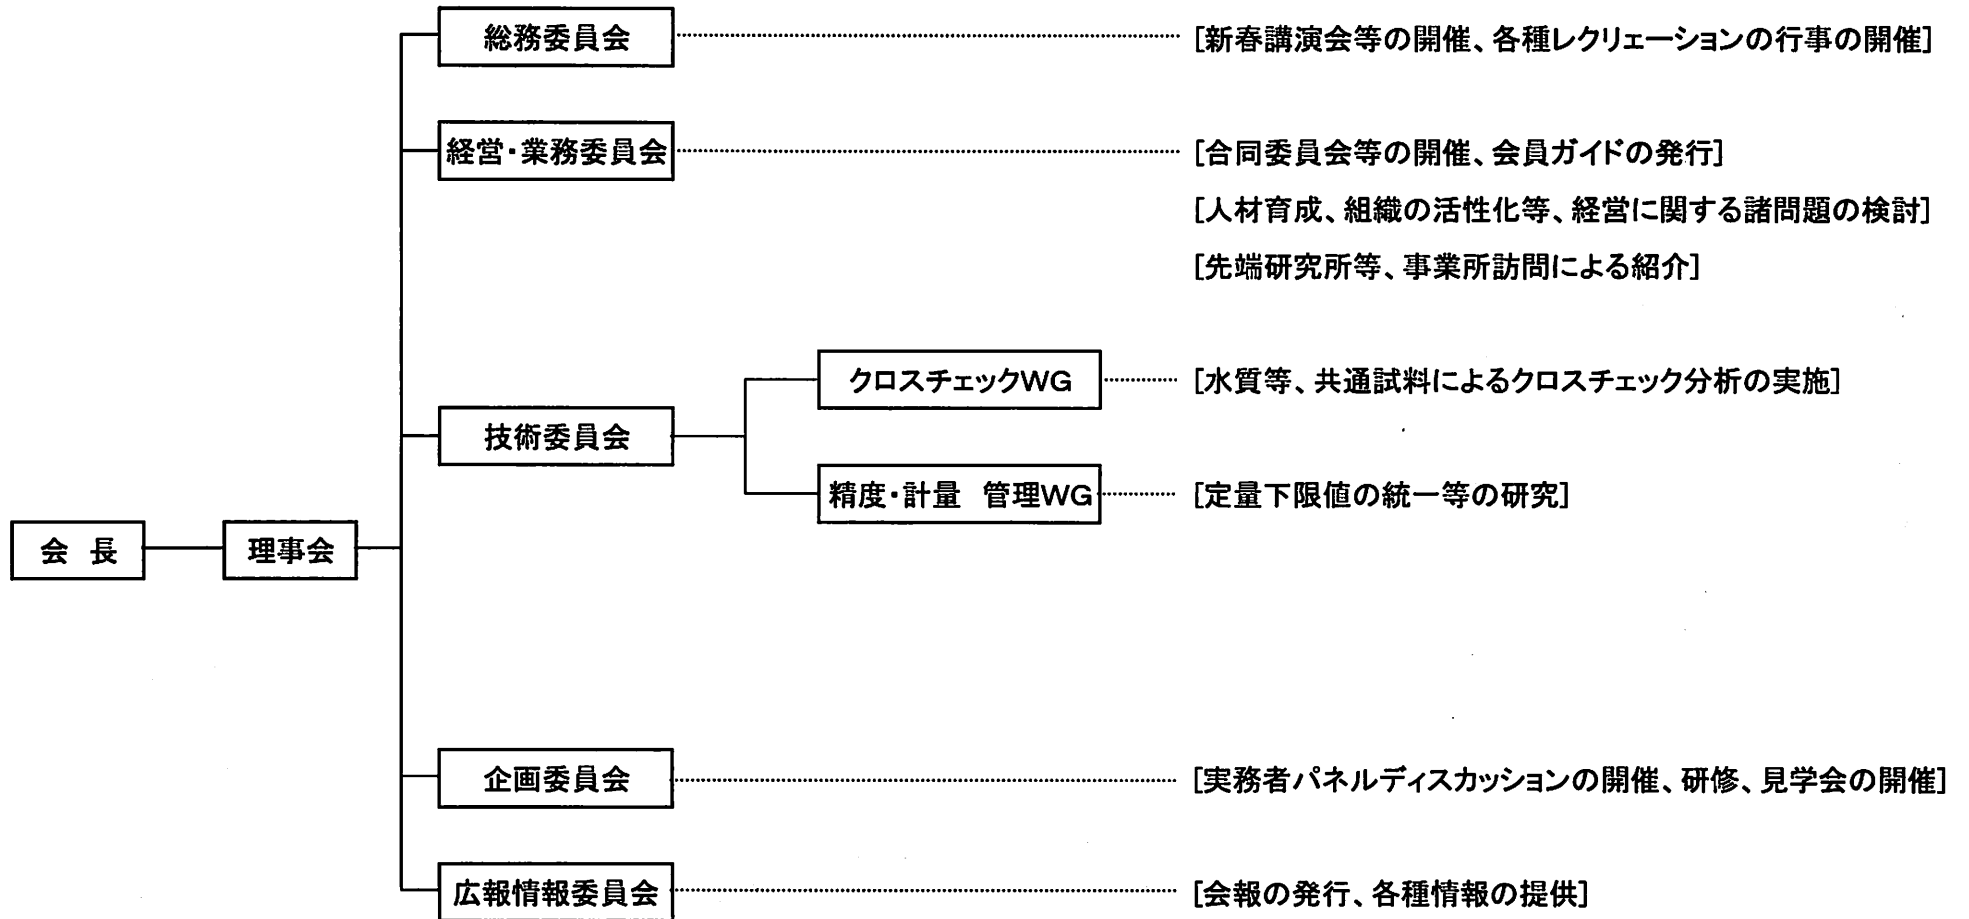 総務委員会
[新春講演会等の開催、各種レクリェーションの行事の開催]
経営・業務委員会
[合同委員会等の開催、会員ガイドの発行]
[人材育成、組織の活性化等、経営に関する諸問題の検討]
[先端研究所等、事業所訪問による紹介]
クロスチェックWG
[水質等、共通試料によるクロスチェック分析の実施]
技術委員会
精度・計量　管理WG
[定量下限値の統一等の研究]
会　長
理事会
企画委員会
[実務者パネルディスカッションの開催、研修、見学会の開催]
広報情報委員会
[会報の発行、各種情報の提供]